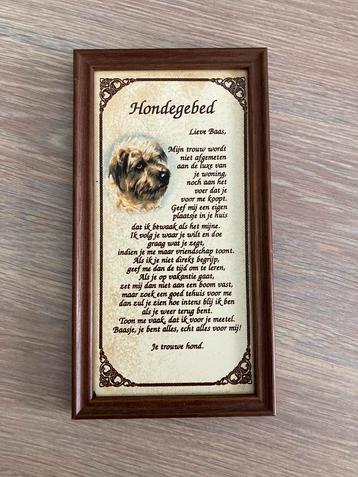 Hondegebed
Lieve Baas,
Mijn trouw wordt
niet afgemeten
aan de luxe van
je woning,
noch aan het
voer dat je
voor me koopt.
Geef mij een eigen
plaatsje in je huis
dat ik bewaak als het mijne.
Ik volg je waar je wilt en doe
graag wat je zegt,
indien je me maar vriendschap toont.
Als ik je niet direkt begrijp,
geef me dan de tijd om te leren,
Als je op vakantie gaat,
zet mij dan niet aan een boom vast,
maar zoek een goed tehuis voor me
dan zul je zien hoe intens blij ik ben
als je weer terug bent.
Toon me vaak, dat ik voor je meetel.
Baasje, je bent alles, echt alles voor mij!
Je trouwe hond.